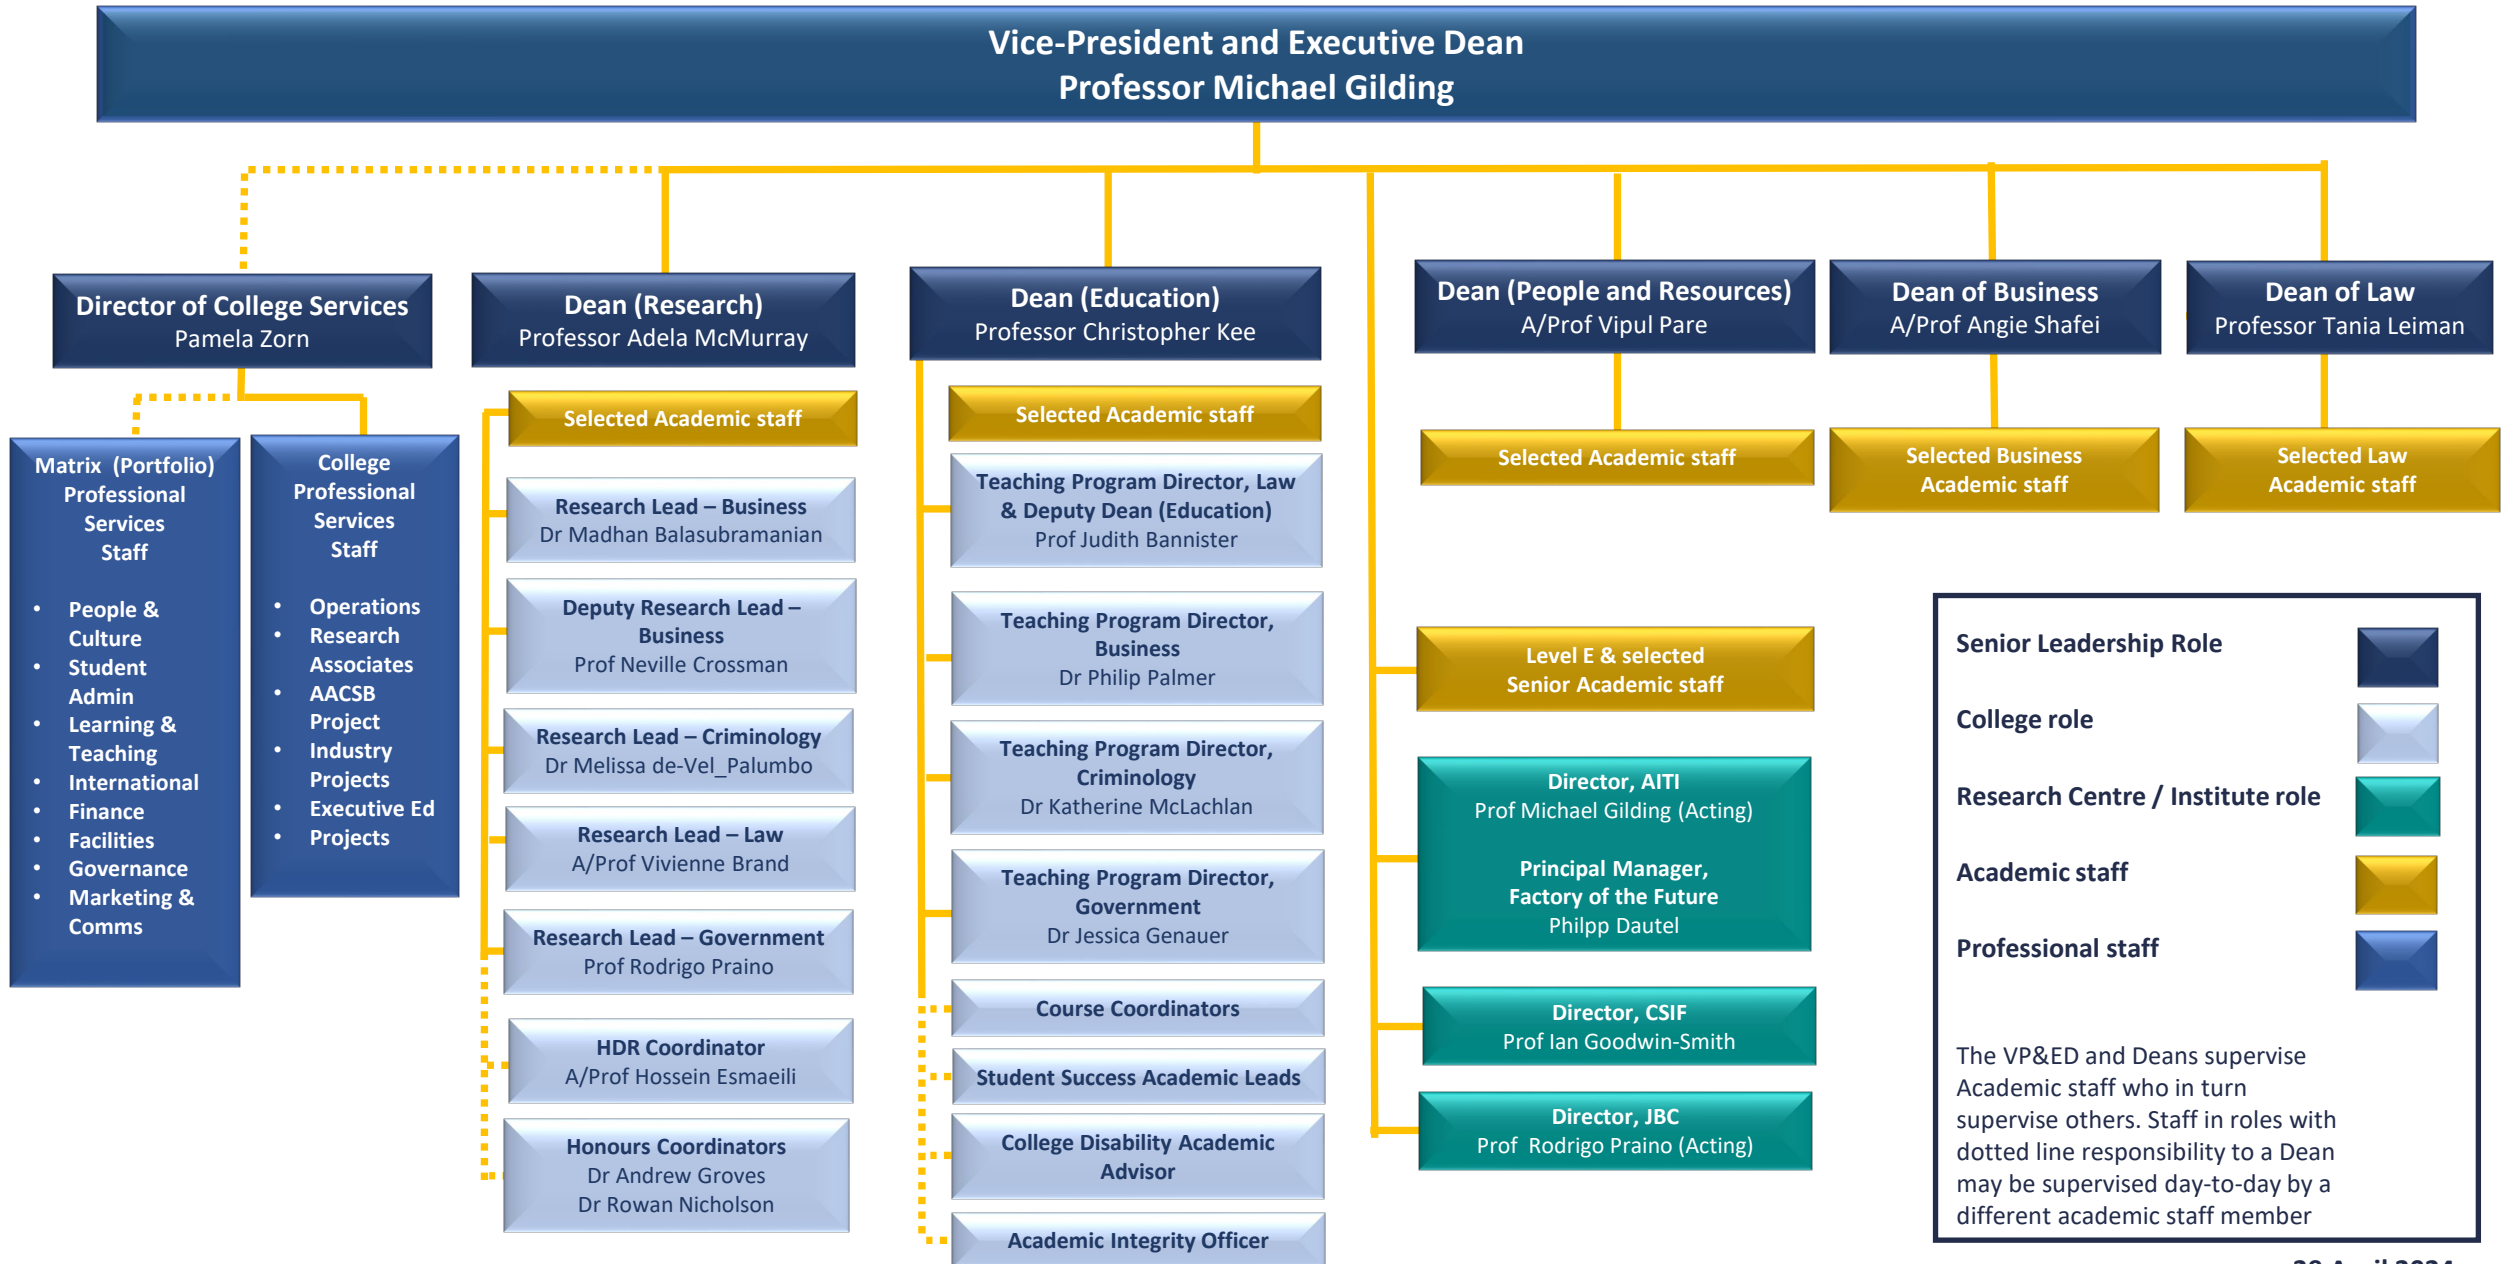 Vice-President and Executive Dean
Professor Michael Gilding
Director of College Services
Pamela Zorn
Matrix (Portfolio)
Professional
Services
Staff
• People &
Culture
• Student
Admin
• Learning &
Teaching
• International
• Finance
• Facilities
• Governance
• Marketing &
Comms
College
Professional
Services
Staff
• Operations
• Research
Associates
• AACSB
Project
• Industry
Projects
• Executive Ed
• Projects
Dean (Research)
Professor Adela McMurray
Selected Academic staff
Research Lead – Business
Dr Madhan Balasubramanian
Deputy Research Lead –
Business
Prof Neville Crossman
Research Lead – Criminology
Dr Melissa de-Vel_Palumbo
Research Lead – Law
A/Prof Vivienne Brand
Research Lead – Government
Prof Rodrigo Praino
HDR Coordinator
A/Prof Hossein Esmaeili
Honours Coordinators
Dr Andrew Groves
Dr Rowan Nicholson
Dean (Education)
Professor Christopher Kee
Selected Academic staff
Teaching Program Director, Law
& Deputy Dean (Education)
Prof Judith Bannister
Teaching Program Director,
Business
Dr Philip Palmer
Teaching Program Director,
Criminology
Dr Katherine McLachlan
Teaching Program Director,
Government
Dr Jessica Genauer
Course Coordinators
Student Success Academic Leads
College Disability Academic
Advisor
Academic Integrity Officer
Dean (People and Resources)
A/Prof Vipul Pare
Selected Academic staff
Level E & selected
Senior Academic staff
Director, AITI
Prof Michael Gilding (Acting)
Principal Manager,
Factory of the Future
Philpp Dautel
Director, CSIF
Prof Ian Goodwin-Smith
Director, JBC
Prof Rodrigo Praino (Acting)
Dean of Business
A/Prof Angie Shafei
Selected Business
Academic staff
Dean of Law
Professor Tania Leiman
Selected Law
Academic staff
Senior Leadership Role
College role
Research Centre / Institute role
Academic staff
Professional staff
The VP&ED and Deans supervise
Academic staff who in turn
supervise others. Staff in roles with
dotted line responsibility to a Dean
may be supervised day-to-day by a
different academic staff member
April 2024